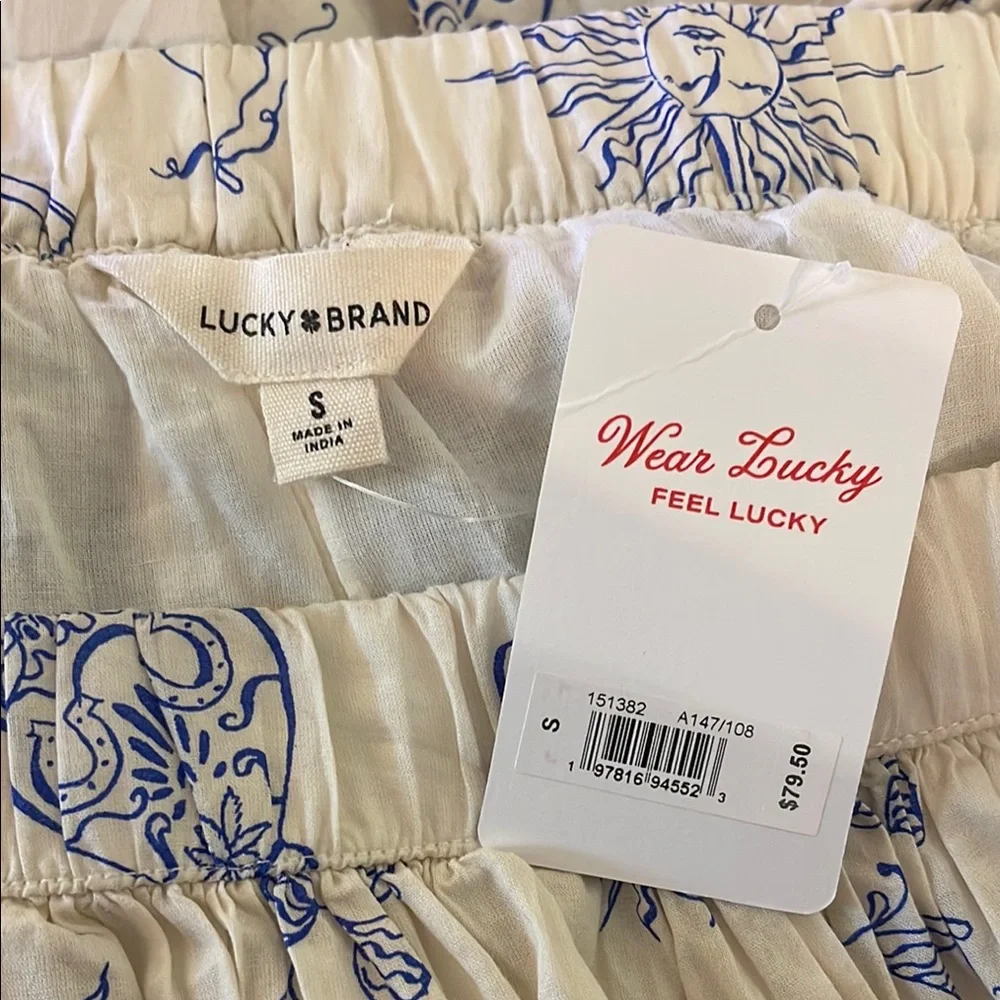 LUCKY BRAND
S
MADE IN
INDIA
Wear Lucky
FEEL LUCKY
151382 A147/108
S
1 97816 94552 3
$79.50